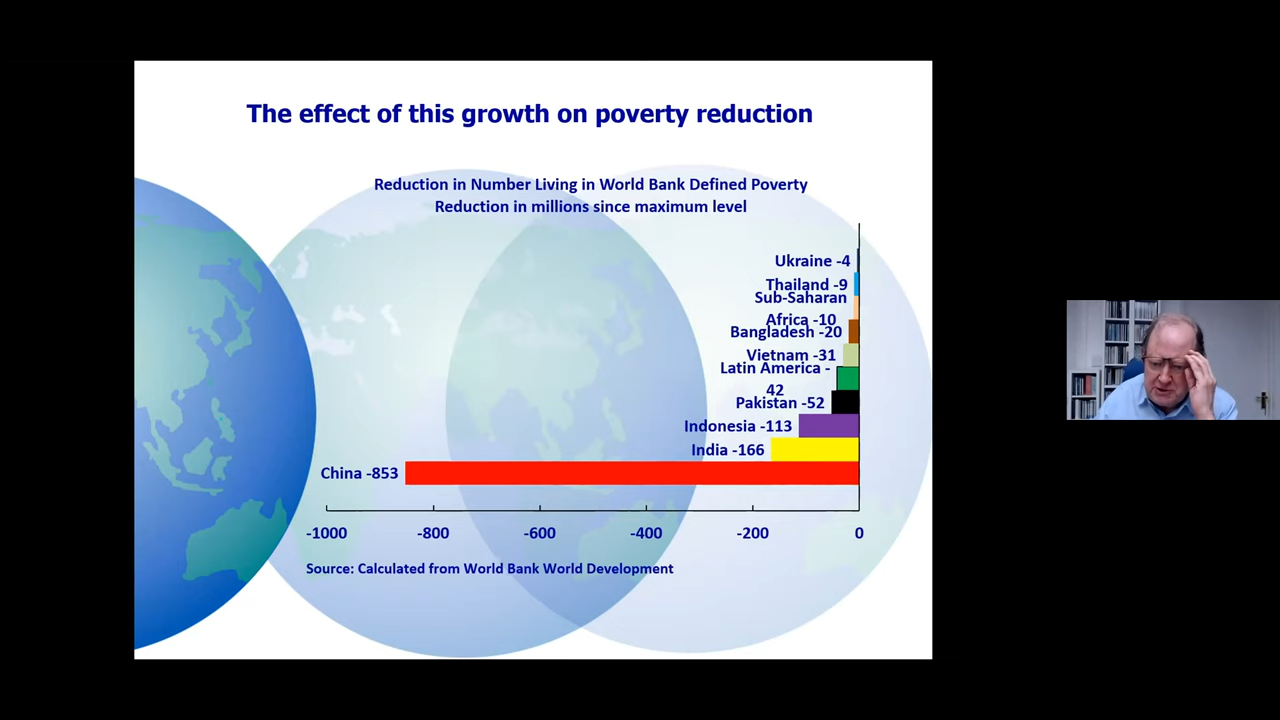 The effect of this growth on poverty reduction
Reduction in Number Living in World Bank Defined Poverty
Reduction in millions since maximum level
Ukraine -4
Thailand -9
Sub-Saharan
Africa -10
Bangladesh -20
Vietnam -31
Latin America -
42
Pakistan -52
Indonesia -113
India -166
China -853
-1000 -800 -600 -400 -200 0
Source: Calculated from World Bank World Development